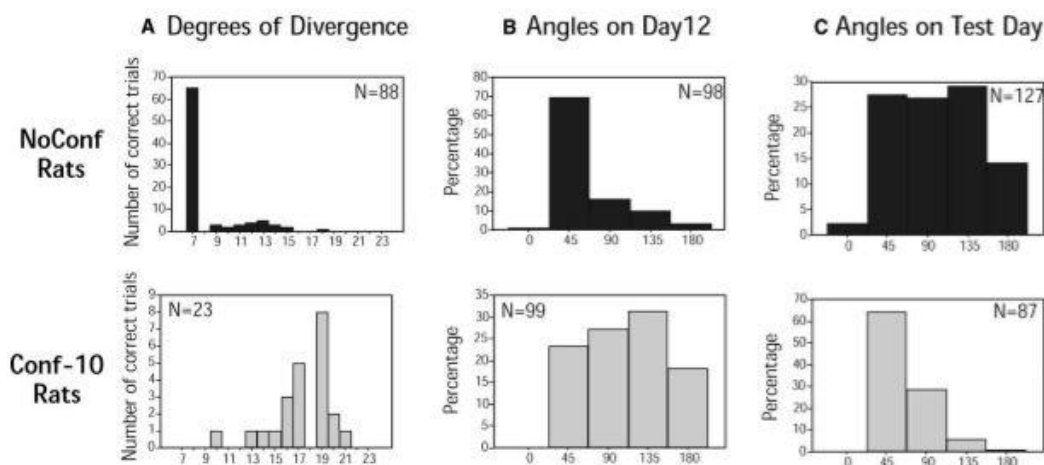 A Degrees of Divergence
B Angles on Day12
C Angles on Test Day
NoConf
Rats
Number of correct trials
70
60
50
40
30
20
10
0
N=88
7 9 11 13 15 17 19 21 23
Percentage
80
70
60
50
40
30
20
10
0
N=98
0 45 90 135 180
Percentage
30
25
20
15
10
5
0
N=127
0 45 90 135 180
Conf-10
Rats
Number of correct trials
9
8
7
6
5
4
3
2
1
0
N=23
7 9 11 13 15 17 19 21 23
Percentage
35
30
25
20
15
10
5
0
N=99
0 45 90 135 180
Percentage
70
60
50
40
30
20
10
0
N=87
0 45 90 135 180